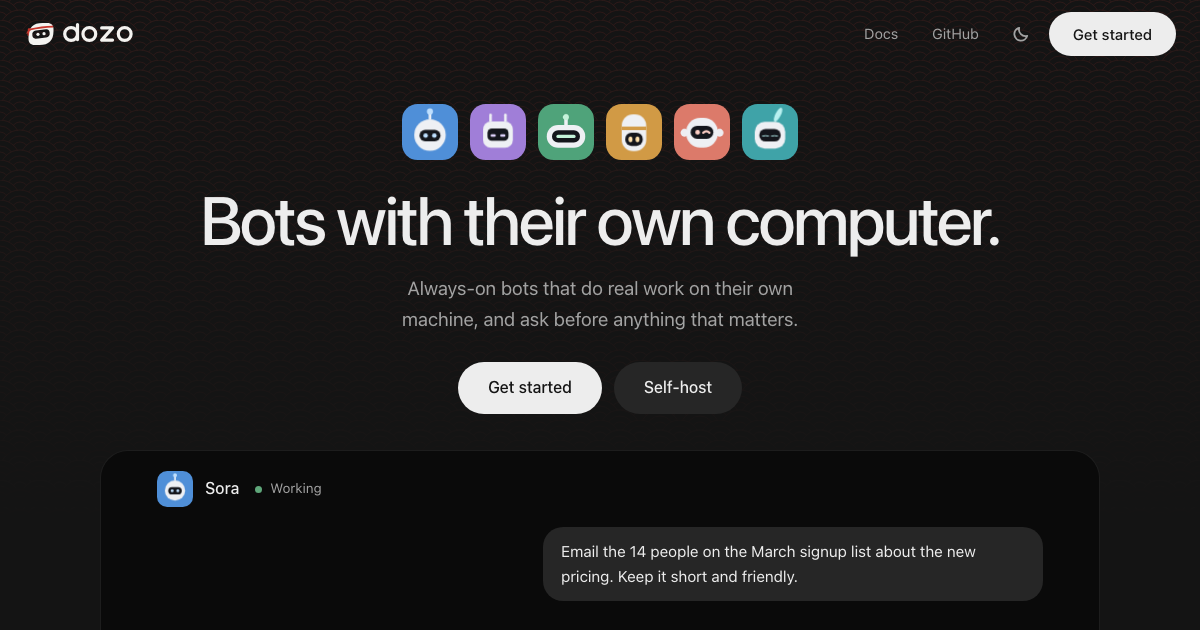 dozo
Docs
GitHub
Get started
Bots with their own computer.
Always-on bots that do real work on their own
machine, and ask before anything that matters.
Get started
Self-host
Sora
Working
Email the 14 people on the March signup list about the new
pricing. Keep it short and friendly.